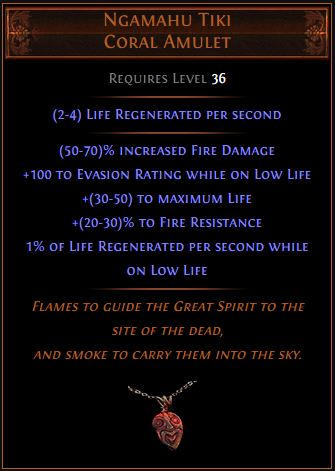 Ngamahu Tiki
Coral Amulet
Requires Level 36
(2-4) Life Regenerated per second
(50-70)% increased Fire Damage
+100 to Evasion Rating while on Low Life
+(30-50) to maximum Life
+(20-30)% to Fire Resistance
1% of Life Regenerated per second while
on Low Life
Flames to guide the Great Spirit to the
site of the dead,
and smoke to carry them into the sky.